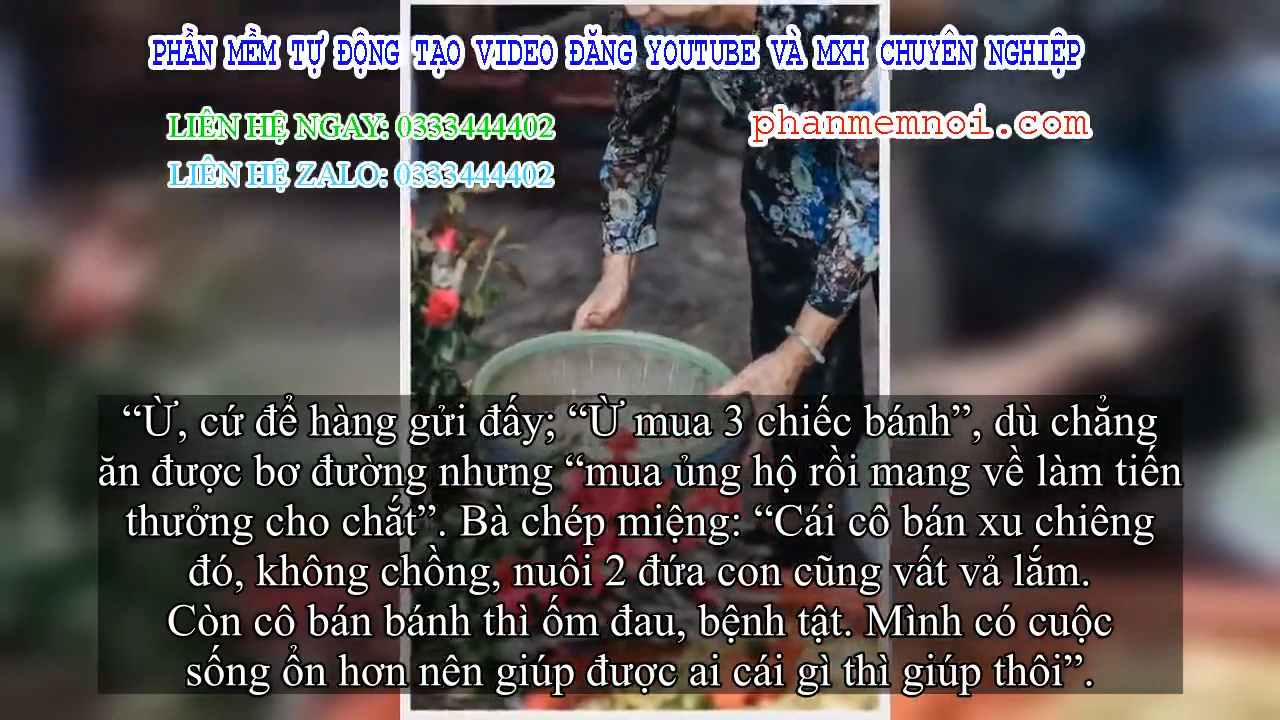 PHẦN MỀM TỰ ĐỘNG TẠO VIDEO ĐĂNG YOUTUBE VÀ MXH CHUYÊN NGHIỆP
LIÊN HỆ NGAY: 0333444402
phanmemnoi.com
LIÊN HỆ ZALO: 0333444402
“Ừ, cứ để hàng gửi đấy; “Ừ mua 3 chiếc bánh”, dù chẳng
ăn được bơ đường nhưng “mua ủng hộ rồi mang về làm tiến
thưởng cho chắt”. Bà chép miệng: “Cái cô bán xu chiêng
đó, không chồng, nuôi 2 đứa con cũng vất vả lắm.
Còn cô bán bánh thì ốm đau, bệnh tật. Mình có cuộc
sống ổn hơn nên giúp được ai cái gì thì giúp thôi”.